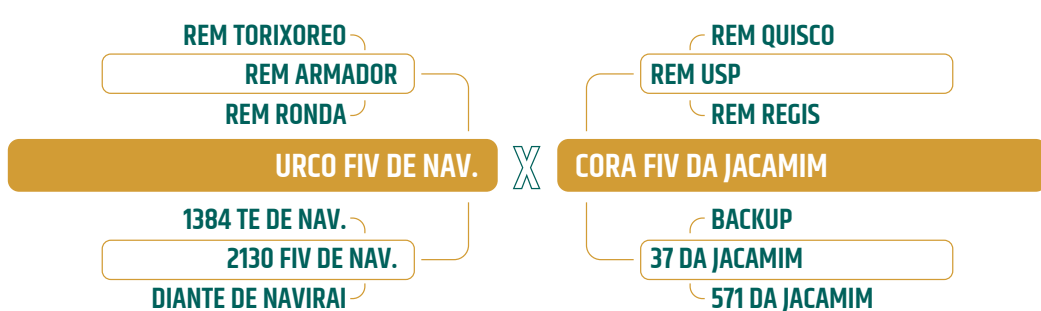 REM TORIXOREO
REM ARMADOR
REM RONDA
URCO FIV DE NAV.
1384 TE DE NAV.
2130 FIV DE NAV.
DIANTE DE NAVIRAI
X
REM QUISCO
REM USP
REM REGIS
CORA FIV DA JACAMIM
BACKUP
37 DA JACAMIM
571 DA JACAMIM